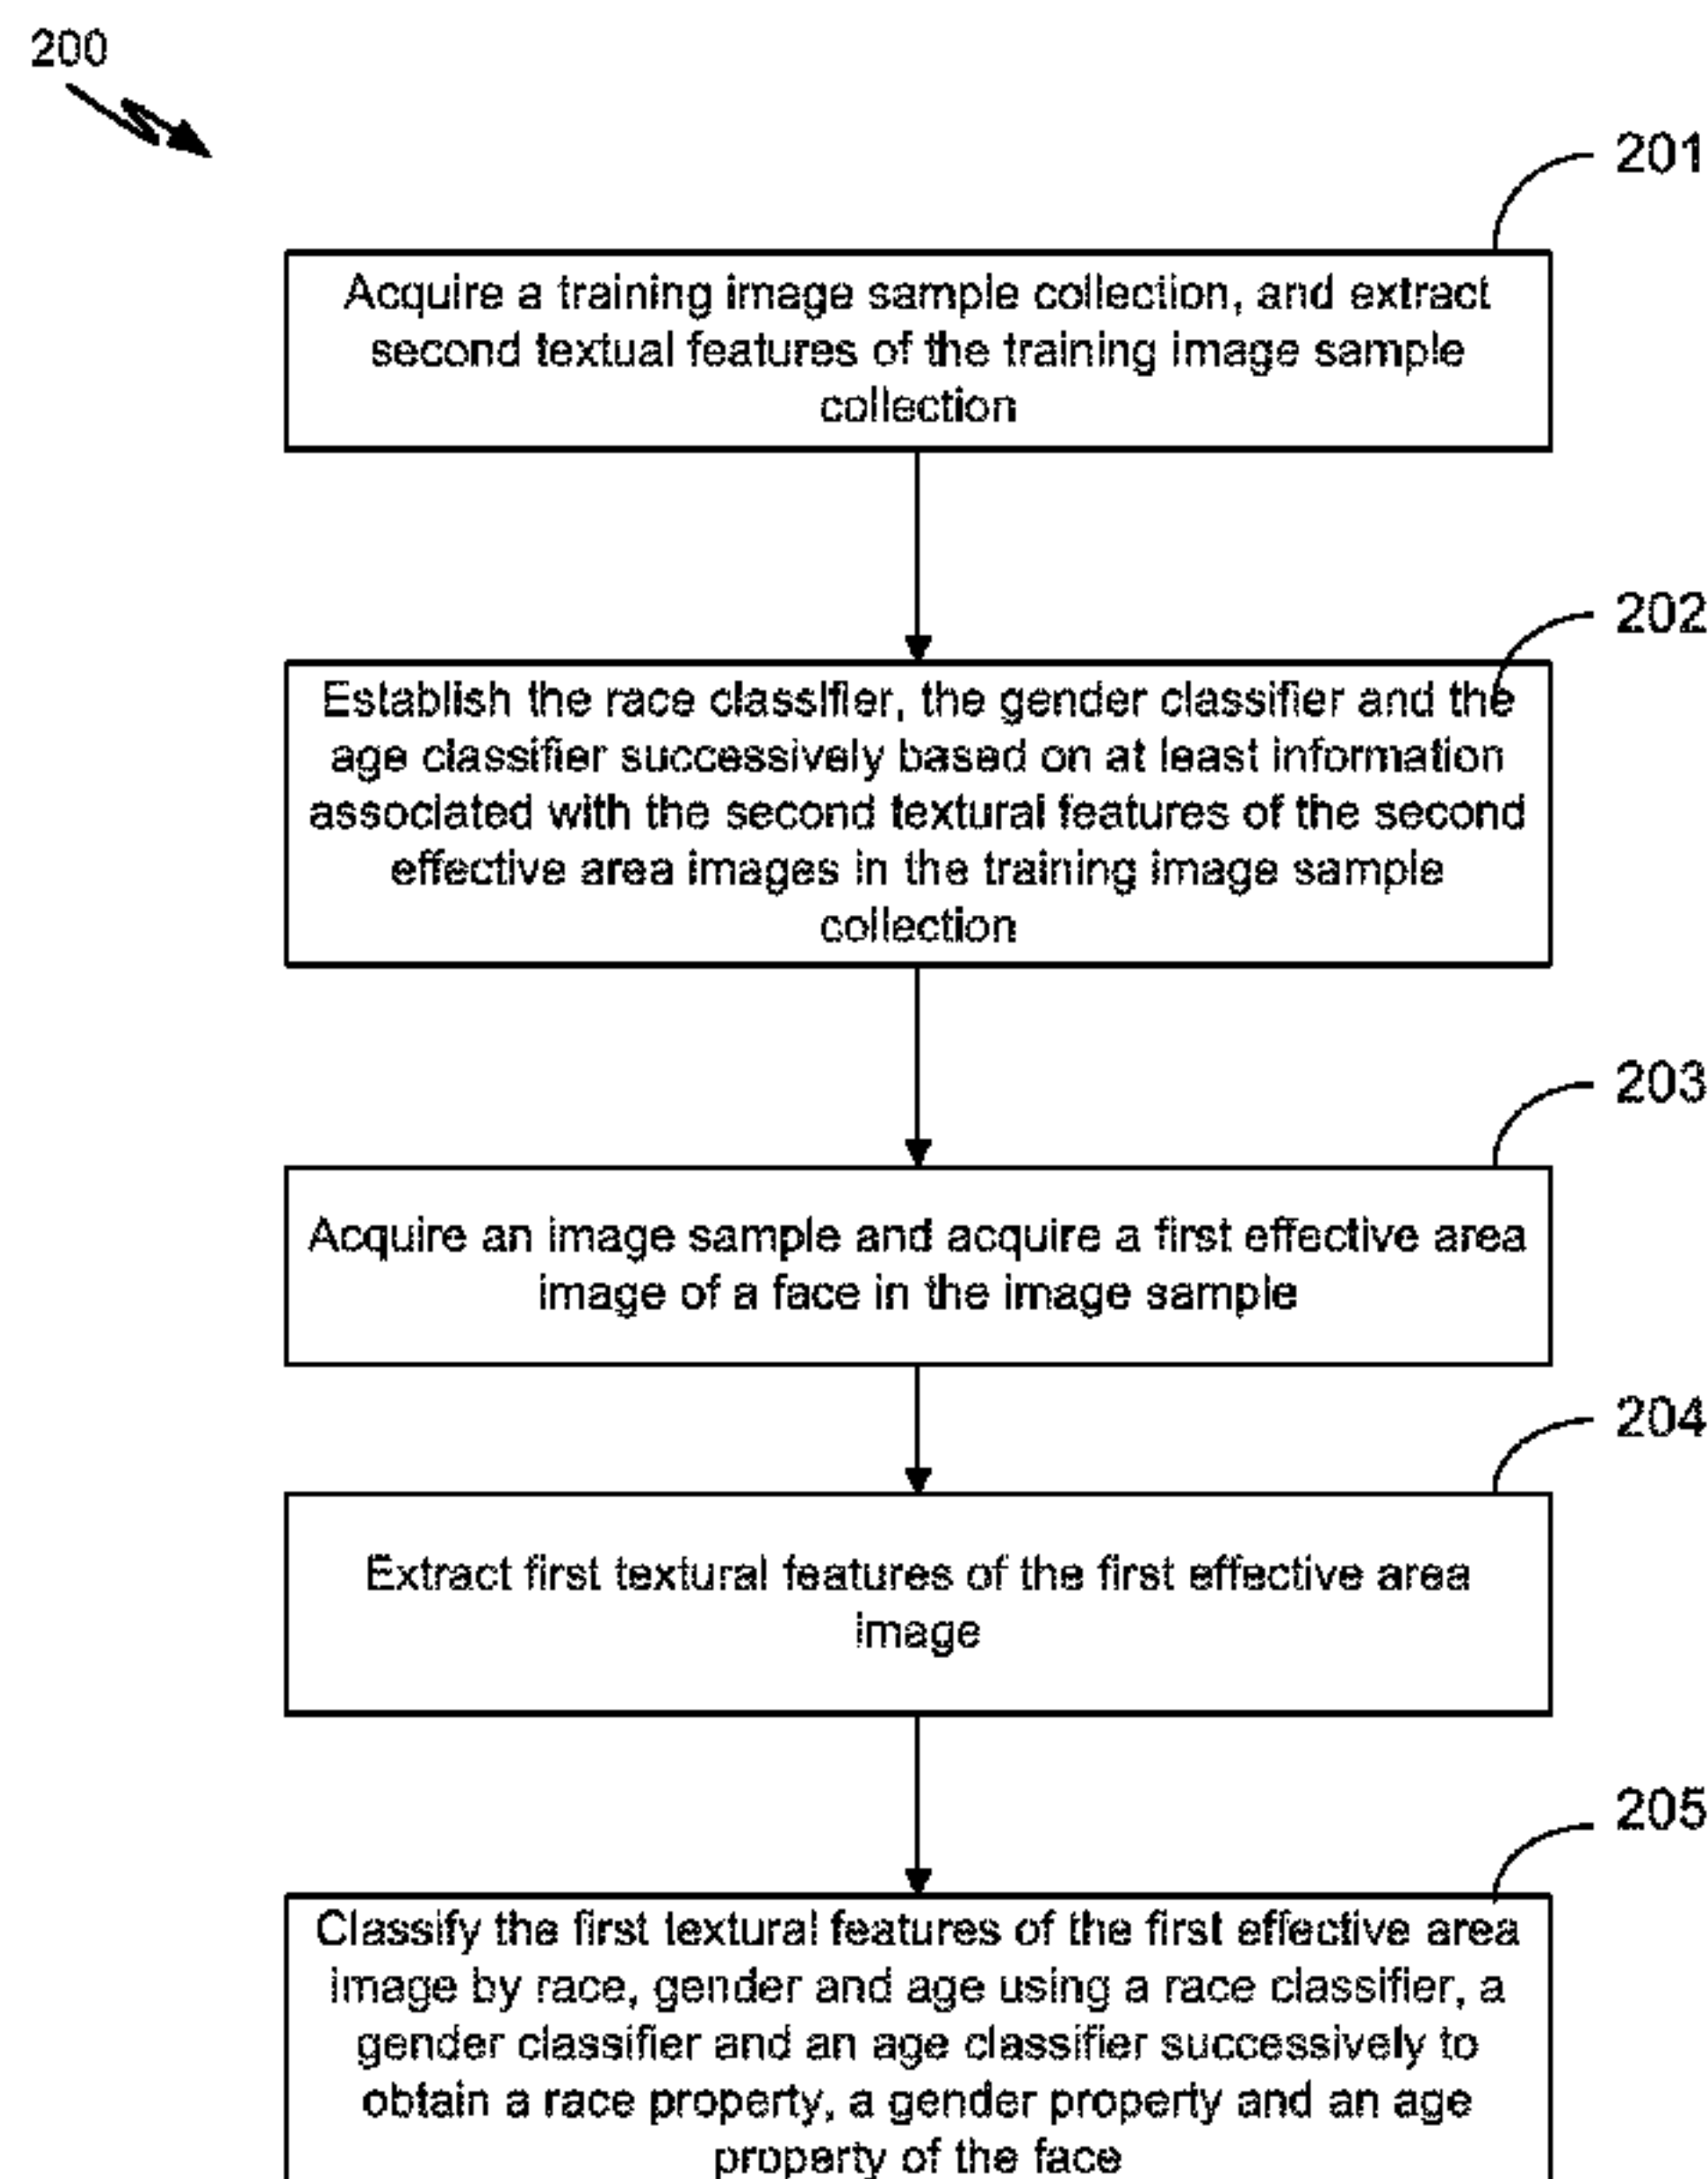 200
201
Acquire a training image sample collection, and extract
second textual features of the training image sample
collection
202
Establish the race classifier, the gender classifier and the
age classifier successively based on at least information
associated with the second textural features of the second
effective area images in the training image sample
collection
203
Acquire an image sample and acquire a first effective area
image of a face in the image sample
204
Extract first textural features of the first effective area
image
205
Classify the first textural features of the first effective area
image by race, gender and age using a race classifier, a
gender classifier and an age classifier successively to
obtain a race property, a gender property and an age
property of the face